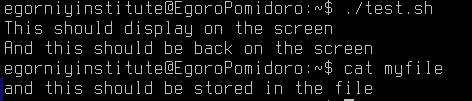 egorniyinstitute@EgoroPomidoro:~$ ./test.sh
This should display on the screen
And this should be back on the screen
egorniyinstitute@EgoroPomidoro:~$ cat myfile
and this should be stored in the file